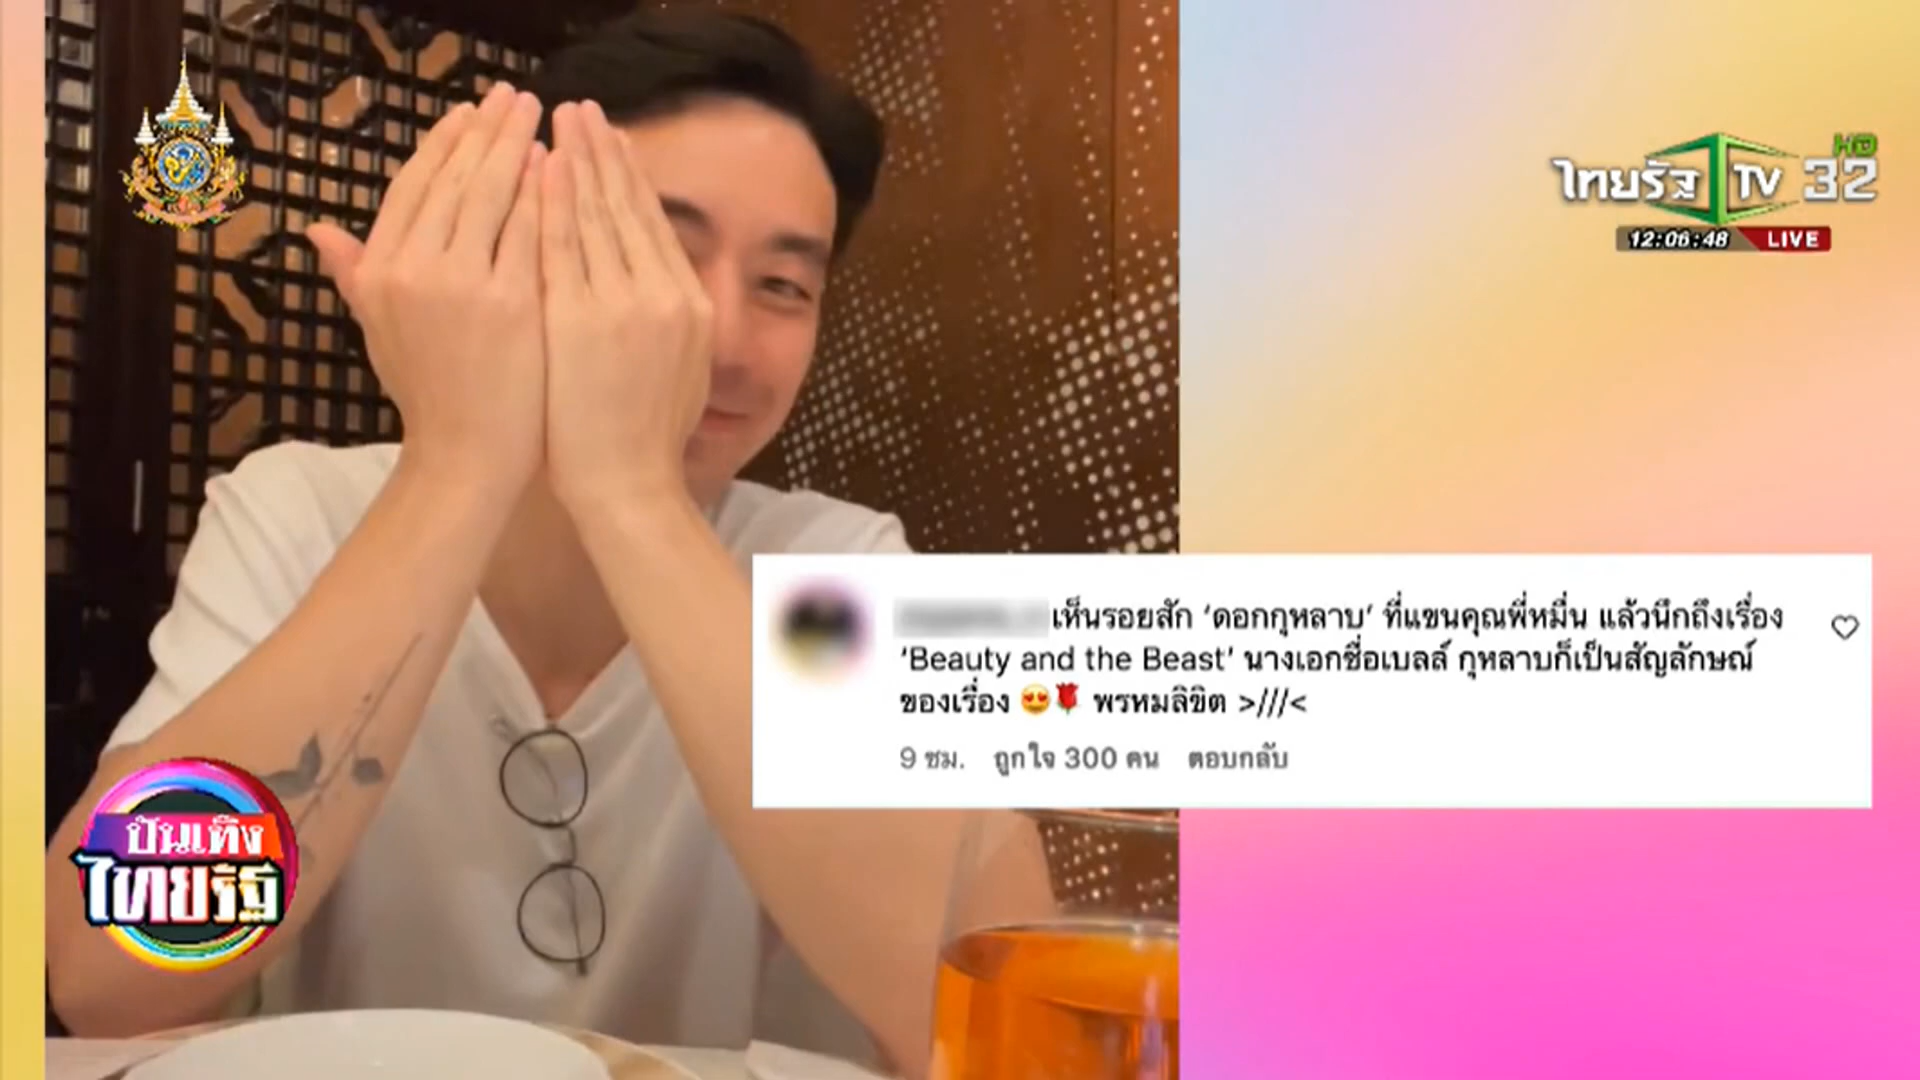 ไทยรัฐ TV HD 32
12:06:48 LIVE
เห็นรอยสัก ‘ดอกกุหลาบ’ ที่แขนคุณพี่หมื่น แล้วนึกถึงเรื่อง
‘Beauty and the Beast’ นางเอกชื่อเบลล์ กุหลาบก็เป็นสัญลักษณ์
ของเรื่อง 😍🌹 พรหมลิขิต >///<
9 ชม. ถูกใจ 300 คน ตอบกลับ
บันเทิง
ไทยรัฐ